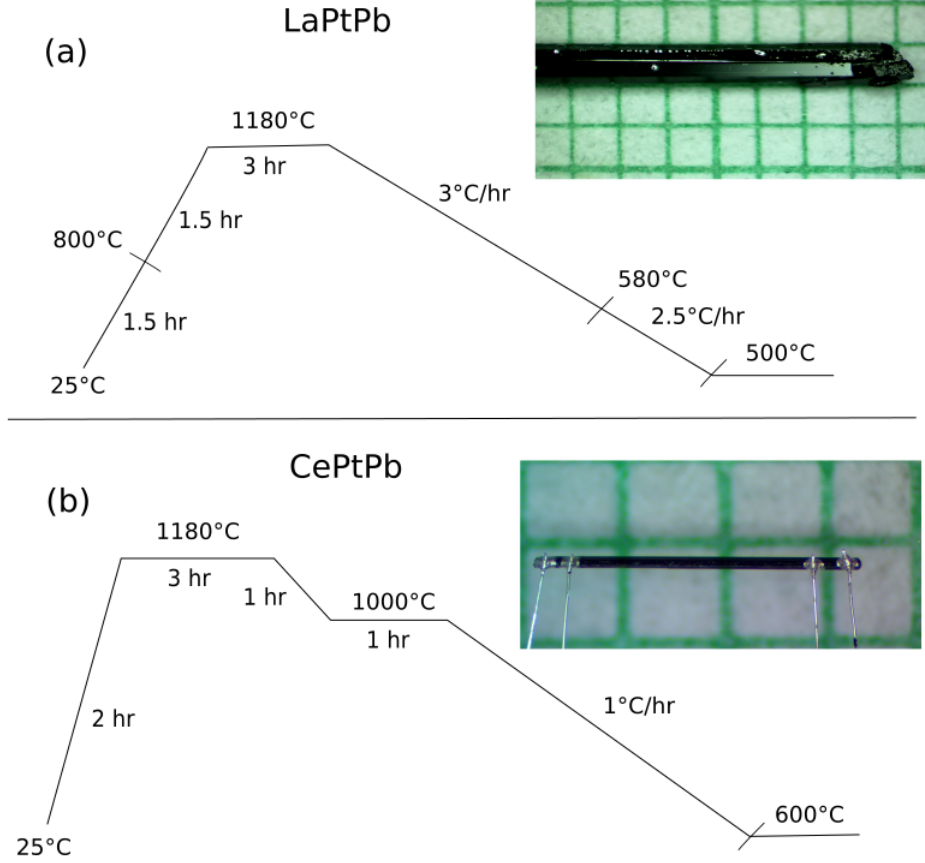 LaPtPb
(a)
1180°C
3 hr
3°C/hr
1.5 hr
800°C
580°C
1.5 hr
2.5°C/hr
500°C
25°C
CePtPb
(b)
1180°C
3 hr
1 hr
1000°C
1 hr
1°C/hr
2 hr
600°C
25°C